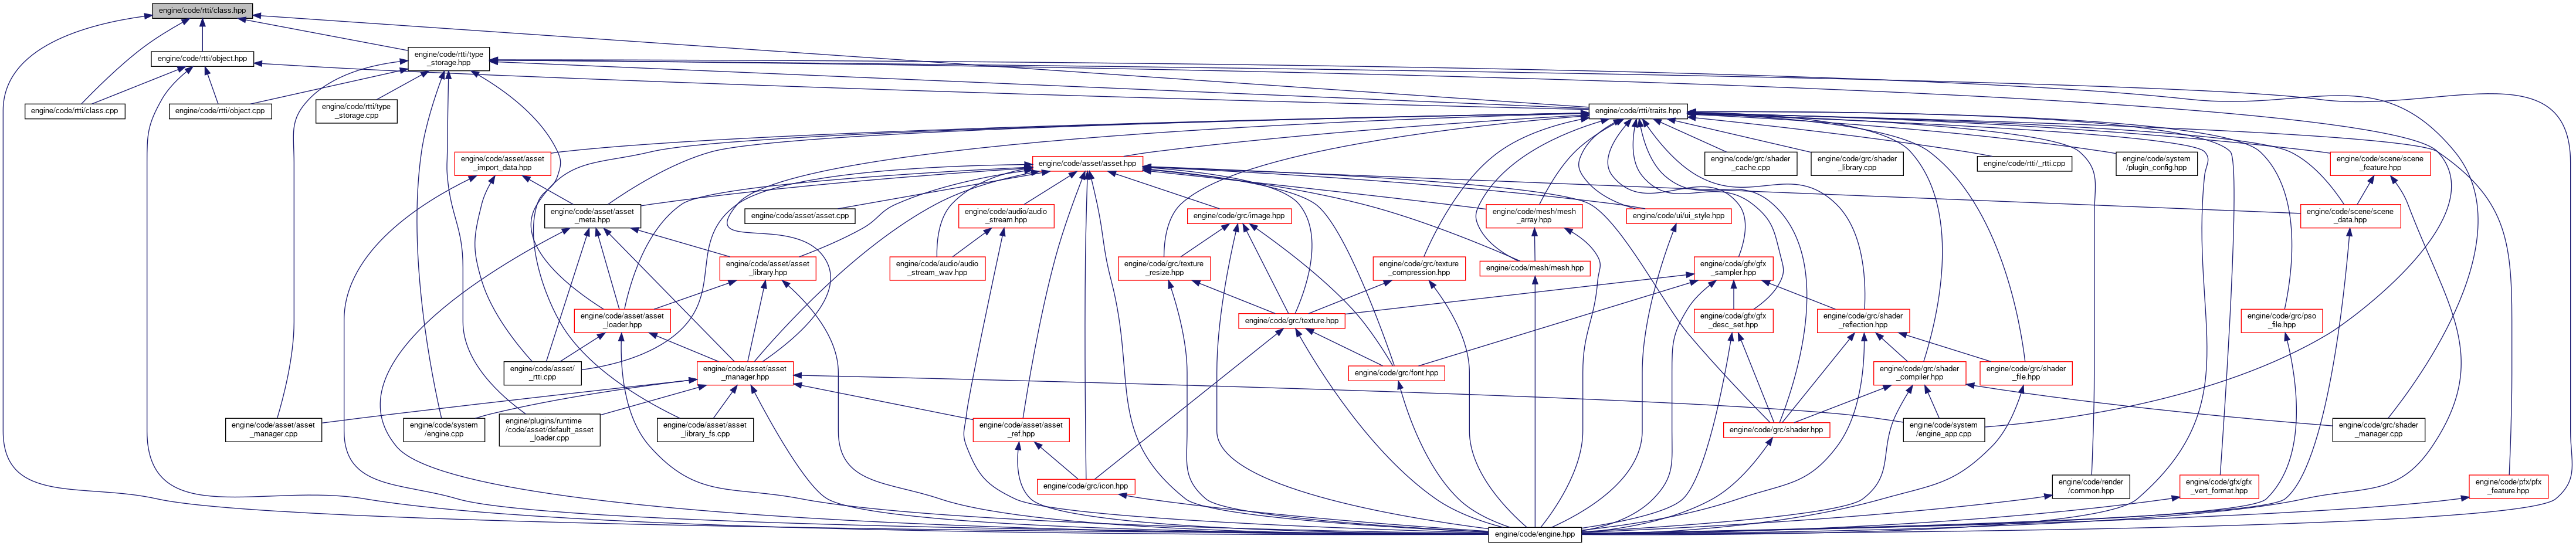 engine/code/rtti/class.hpp
engine/code/rtti/object.hpp
engine/code/rtti/type
_storage.hpp
engine/code/rtti/class.cpp
engine/code/rtti/object.cpp
engine/code/rtti/type
_storage.cpp
engine/code/rtti/traits.hpp
engine/code/asset/asset
_import_data.hpp
engine/code/asset/asset.hpp
engine/code/grc/shader
_cache.cpp
engine/code/grc/shader
_library.cpp
engine/code/rtti/_rtti.cpp
engine/code/system
/plugin_config.hpp
engine/code/scene/scene
_feature.hpp
engine/code/asset/asset
_meta.hpp
engine/code/asset/asset.cpp
engine/code/audio/audio
_stream.hpp
engine/code/grc/image.hpp
engine/code/mesh/mesh
_array.hpp
engine/code/ui/ui_style.hpp
engine/code/scene/scene
_data.hpp
engine/code/asset/asset
_library.hpp
engine/code/audio/audio
_stream_wav.hpp
engine/code/grc/texture
_resize.hpp
engine/code/grc/texture
_compression.hpp
engine/code/mesh/mesh.hpp
engine/code/gfx/gfx
_sampler.hpp
engine/code/asset/asset
_loader.hpp
engine/code/grc/texture.hpp
engine/code/gfx/gfx
_desc_set.hpp
engine/code/grc/shader
_reflection.hpp
engine/code/grc/pso
_file.hpp
engine/code/asset/
_rtti.cpp
engine/code/asset/asset
_manager.hpp
engine/code/grc/font.hpp
engine/code/grc/shader
_compiler.hpp
engine/code/grc/shader
_file.hpp
engine/code/asset/asset
_manager.cpp
engine/code/system
/engine.cpp
engine/plugins/runtime
/code/asset/default_asset
_loader.cpp
engine/code/asset/asset
_library_fs.cpp
engine/code/asset/asset
_ref.hpp
engine/code/grc/shader.hpp
engine/code/system
/engine_app.cpp
engine/code/grc/shader
_manager.cpp
engine/code/grc/icon.hpp
engine/code/render
/common.hpp
engine/code/gfx/gfx
_vert_format.hpp
engine/code/pfx/pfx
_feature.hpp
engine/code/engine.hpp